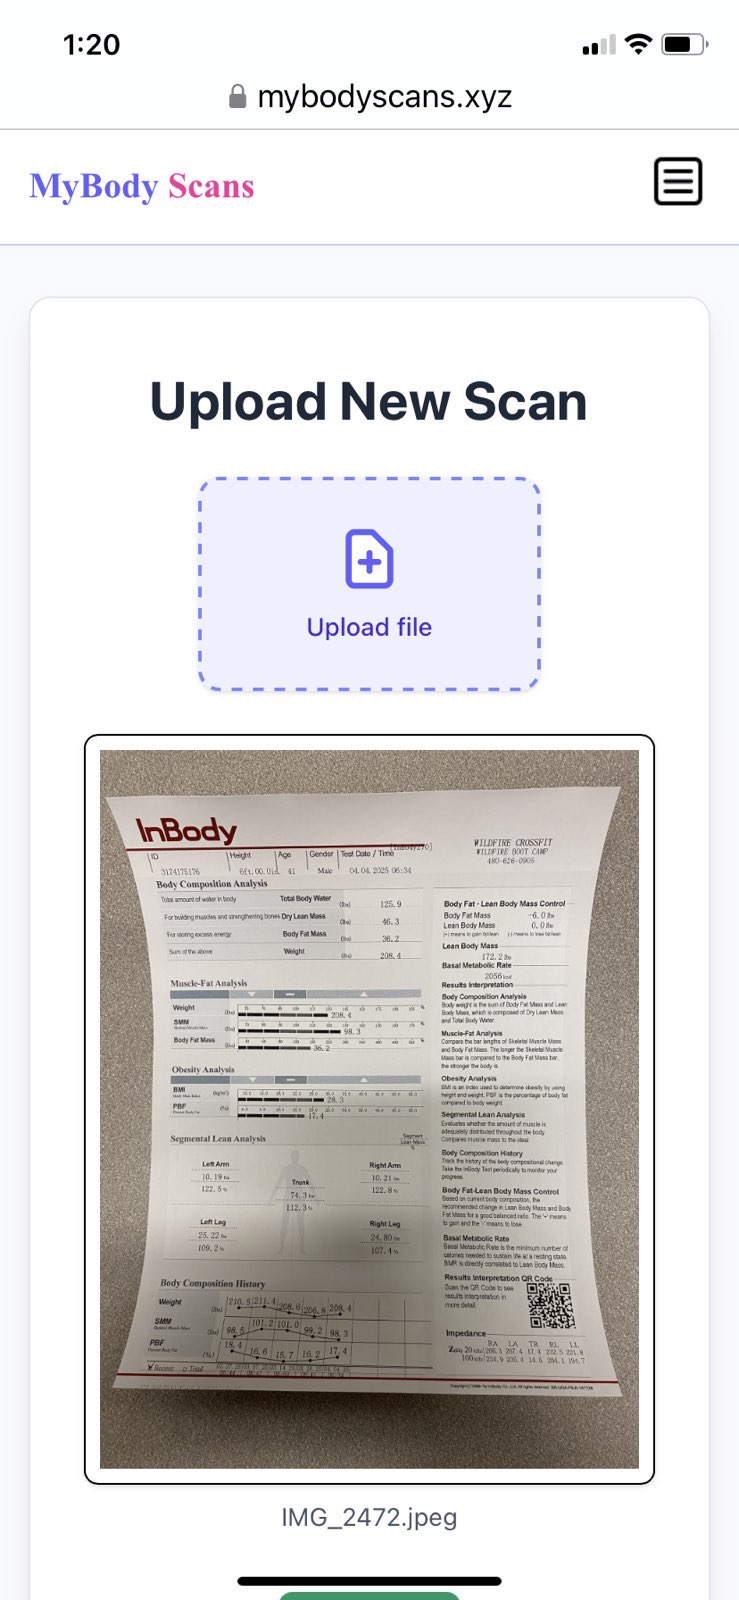 1:20
mybodyscans.xyz
MyBody Scans
Upload New Scan
Upload file
InBody
[InBody270]
ID Height Age Gender Test Date / Time
3174175176 6ft. 00. 0in. 41 Male 04. 04. 2025 06:34
WILDFIRE CROSSFIT
WILDFIRE BOOT CAMP
480-626-0905
Body Composition Analysis
Total amount of water in body Total Body Water (lbs) 125. 9
For building muscles and strengthening bones Dry Lean Mass (lbs) 46. 3
For storing excess energy Body Fat Mass (lbs) 36. 2
Sum of the above Weight (lbs) 208. 4
Muscle-Fat Analysis
Weight (lbs) 208. 4
SMM (lbs) 98. 3
Skeletal Muscle Mass
Body Fat Mass (lbs) 36. 2
Obesity Analysis
BMI (kg/m²) 28. 3
Body Mass Index
PBF (%) 17. 4
Percent Body Fat
Segmental Lean Analysis
Segment
Lean Mass
%
Left Arm
10. 19 lbs
122. 5 %
Right Arm
10. 21 lbs
122. 8 %
Trunk
74. 3 lbs
112. 3 %
Left Leg
25. 22 lbs
109. 2 %
Right Leg
24. 80 lbs
107. 4 %
Body Composition History
Weight (lbs) 210. 5 211. 4 208. 6 206. 8 208. 4
SMM (lbs) 98. 5 101. 2 101. 0 99. 2 98. 3
Skeletal Muscle Mass
PBF (%) 18. 4 16. 6 15. 7 16. 2 17. 4
Percent Body Fat
Recent Total
Body Fat - Lean Body Mass Control
Body Fat Mass -6. 0 lbs
Lean Body Mass 0. 0 lbs
(+) means to gain fat/lean (-) means to lose fat/lean
Lean Body Mass
172. 2 lbs
Basal Metabolic Rate
2056 kcal
Results Interpretation
Body Composition Analysis
Body weight is the sum of Body Fat Mass and Lean
Body Mass, which is composed of Dry Lean Mass
and Total Body Water.
Muscle-Fat Analysis
Compare the bar lengths of Skeletal Muscle Mass
and Body Fat Mass. The longer the Skeletal Muscle
Mass bar is compared to the Body Fat Mass bar,
the stronger the body is.
Obesity Analysis
BMI is an index used to determine obesity by using
height and weight. PBF is the percentage of body fat
compared to body weight.
Segmental Lean Analysis
Evaluates whether the amount of muscle is
adequately distributed throughout the body.
Compares muscle mass to the ideal.
Body Composition History
Track the history of the body compositional change.
Take the InBody Test periodically to monitor your
progress.
Body Fat-Lean Body Mass Control
Based on current body composition, the
recommended change in Lean Body Mass and Body
Fat Mass for a good balanced ratio. The '+' means
to gain and the '-' means to lose.
Basal Metabolic Rate
Basal Metabolic Rate is the minimum number of
calories needed to sustain life at a resting state.
BMR is directly correlated to Lean Body Mass.
Results Interpretation QR Code
Scan the QR Code to see
results interpretation in
more detail.
Impedance
RA LA TR RL LL
IMG_2472.jpeg